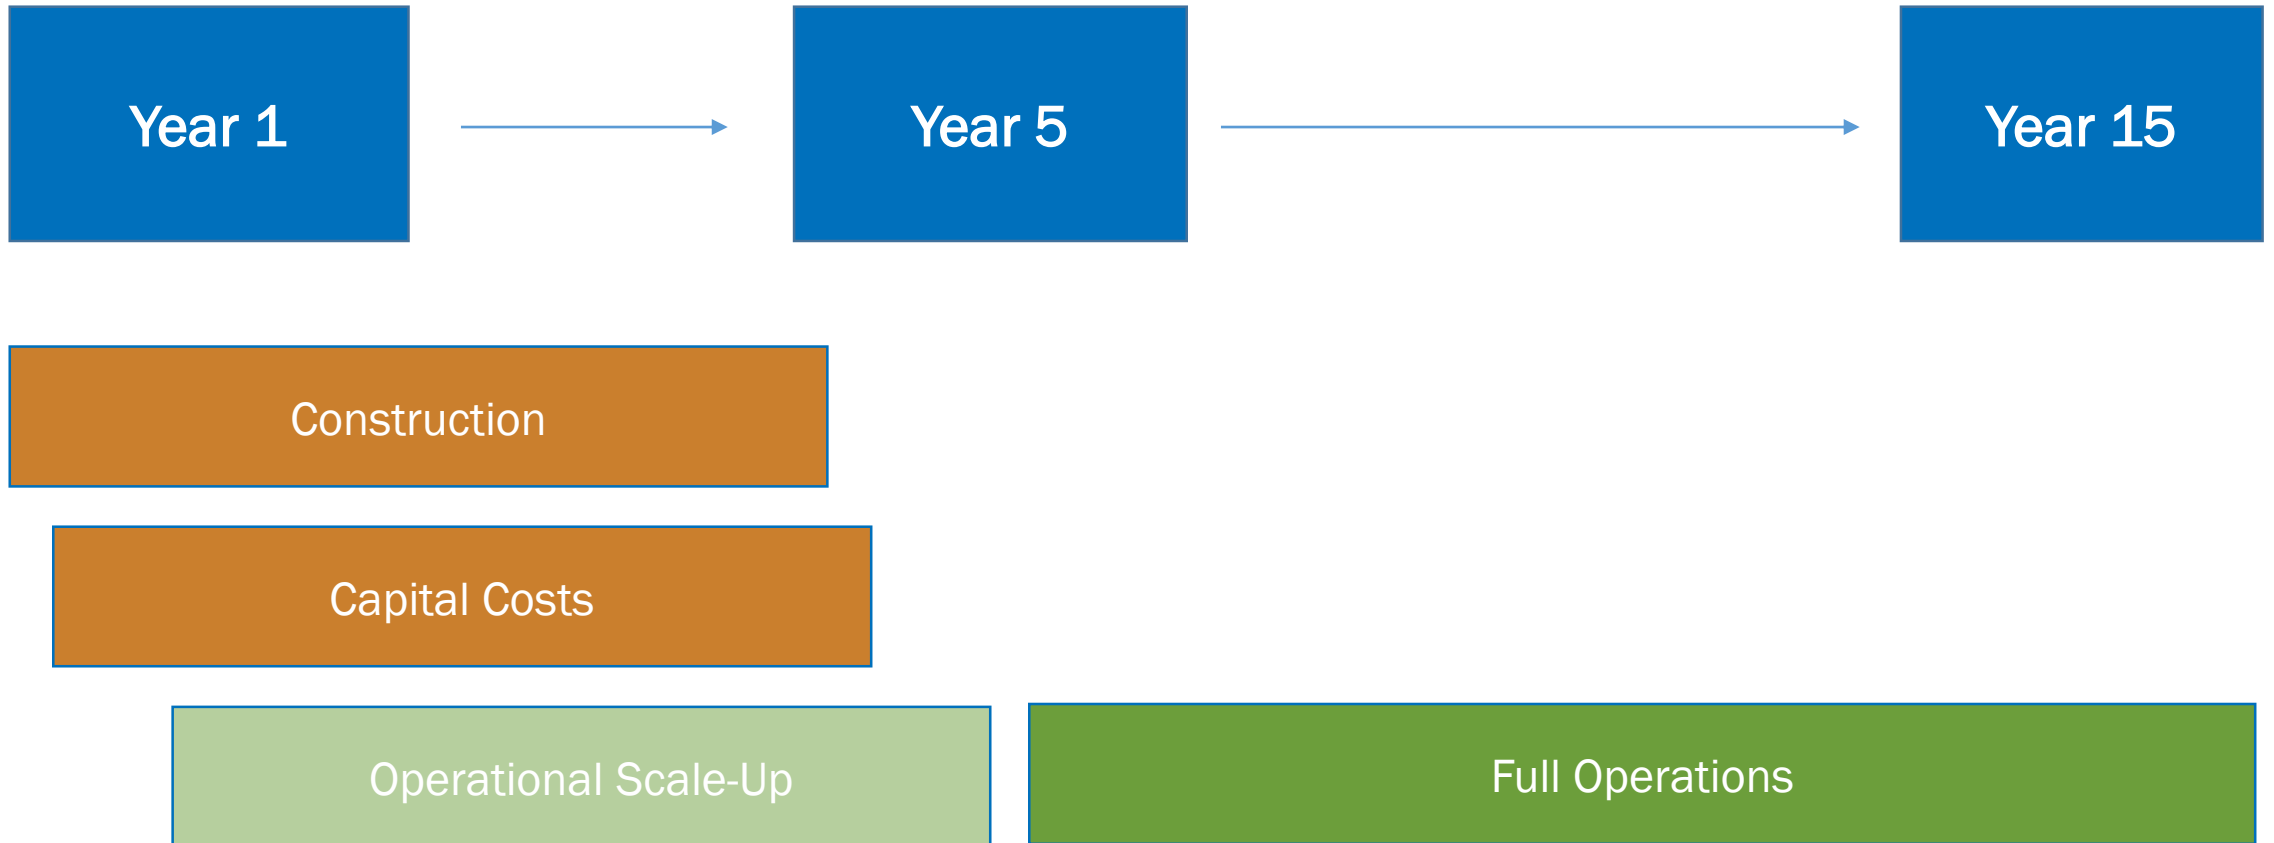 Year 1
Year 5
Year 15
Construction
Capital Costs
Operational Scale-Up
Full Operations